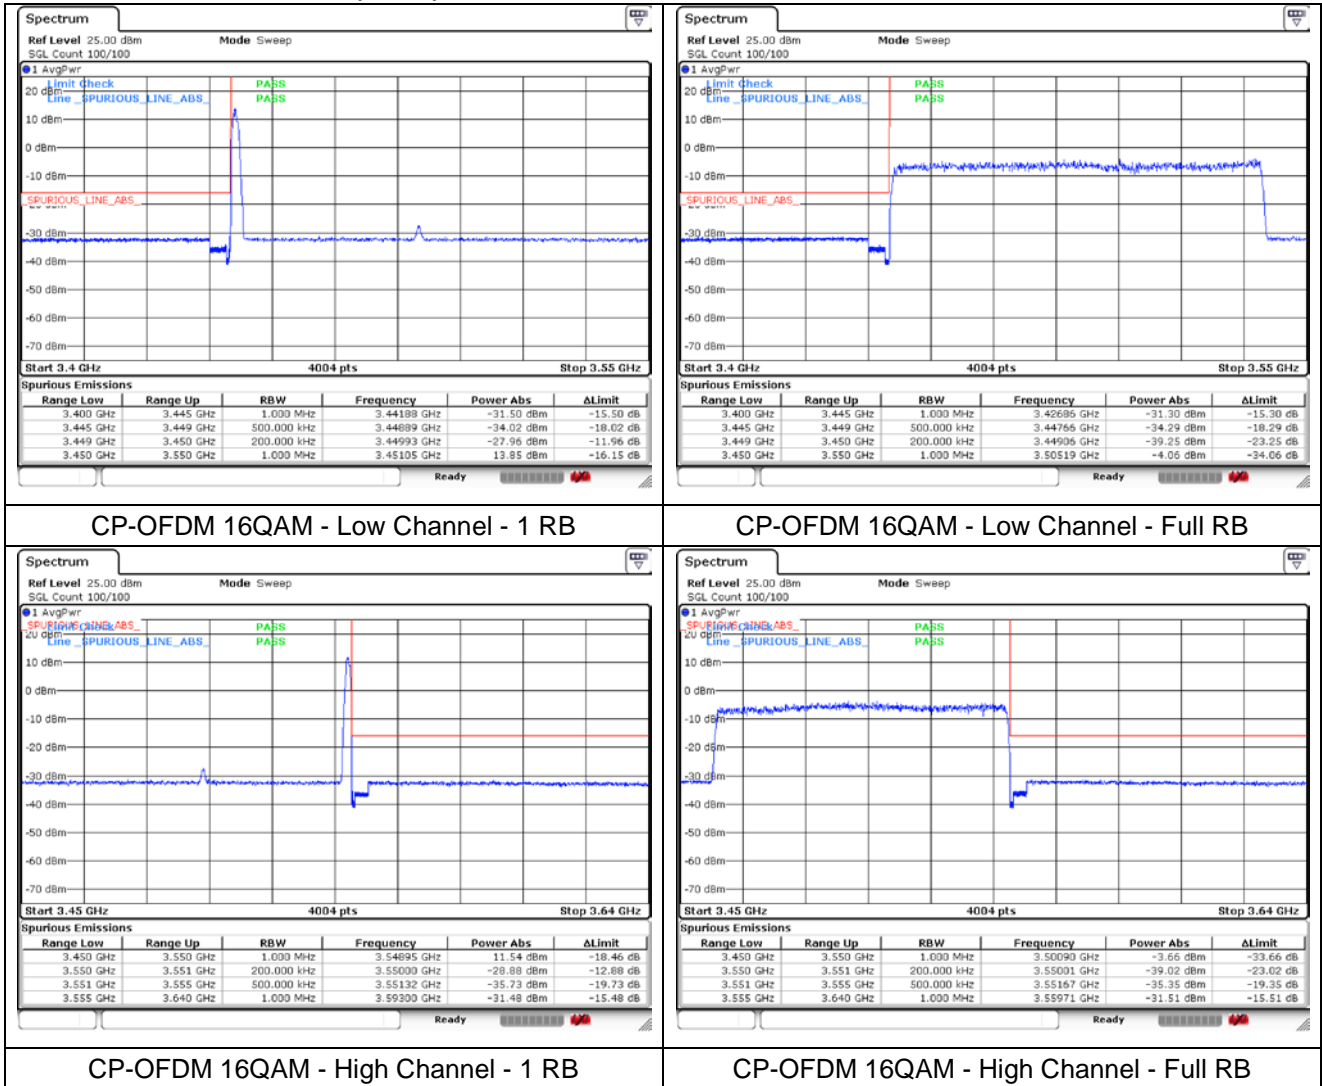 Spectrum
Ref Level 25.00 dBm Mode Sweep
SGL Count 100/100
1 AvgPwr
Limit Check PASS
20 dBm
Line _SPURIOUS_LINE_ABS_ PASS
10 dBm
0 dBm
-10 dBm
_SPURIOUS_LINE_ABS_
-20 dBm
-30 dBm
-40 dBm
-50 dBm
-60 dBm
-70 dBm
Start 3.4 GHz 4004 pts Stop 3.55 GHz
Spurious Emissions
Range Low Range Up RBW Frequency Power Abs ΔLimit
3.400 GHz 3.445 GHz 1.000 MHz 3.44188 GHz -31.50 dBm -15.50 dB
3.445 GHz 3.449 GHz 500.000 kHz 3.44889 GHz -34.02 dBm -18.02 dB
3.449 GHz 3.450 GHz 200.000 kHz 3.44993 GHz -27.96 dBm -11.96 dB
3.450 GHz 3.550 GHz 1.000 MHz 3.45105 GHz 13.85 dBm -16.15 dB
Ready
CP-OFDM 16QAM - Low Channel - 1 RB
Spectrum
Ref Level 25.00 dBm Mode Sweep
SGL Count 100/100
1 AvgPwr
Limit Check PASS
20 dBm
Line _SPURIOUS_LINE_ABS_ PASS
10 dBm
0 dBm
-10 dBm
_SPURIOUS_LINE_ABS_
-20 dBm
-30 dBm
-40 dBm
-50 dBm
-60 dBm
-70 dBm
Start 3.4 GHz 4004 pts Stop 3.55 GHz
Spurious Emissions
Range Low Range Up RBW Frequency Power Abs ΔLimit
3.400 GHz 3.445 GHz 1.000 MHz 3.42686 GHz -31.30 dBm -15.30 dB
3.445 GHz 3.449 GHz 500.000 kHz 3.44766 GHz -34.29 dBm -18.29 dB
3.449 GHz 3.450 GHz 200.000 kHz 3.44906 GHz -39.25 dBm -23.25 dB
3.450 GHz 3.550 GHz 1.000 MHz 3.50519 GHz -4.06 dBm -34.06 dB
Ready
CP-OFDM 16QAM - Low Channel - Full RB
Spectrum
Ref Level 25.00 dBm Mode Sweep
SGL Count 100/100
1 AvgPwr
_SPURIOUS_LINE_ABS_
Limit Check PASS
20 dBm
Line _SPURIOUS_LINE_ABS_ PASS
10 dBm
0 dBm
-10 dBm
-20 dBm
-30 dBm
-40 dBm
-50 dBm
-60 dBm
-70 dBm
Start 3.45 GHz 4004 pts Stop 3.64 GHz
Spurious Emissions
Range Low Range Up RBW Frequency Power Abs ΔLimit
3.450 GHz 3.550 GHz 1.000 MHz 3.54895 GHz 11.54 dBm -18.46 dB
3.550 GHz 3.551 GHz 200.000 kHz 3.55000 GHz -28.88 dBm -12.88 dB
3.551 GHz 3.555 GHz 500.000 kHz 3.55132 GHz -35.73 dBm -19.73 dB
3.555 GHz 3.640 GHz 1.000 MHz 3.59300 GHz -31.48 dBm -15.48 dB
Ready
CP-OFDM 16QAM - High Channel - 1 RB
Spectrum
Ref Level 25.00 dBm Mode Sweep
SGL Count 100/100
1 AvgPwr
_SPURIOUS_LINE_ABS_
Limit Check PASS
20 dBm
Line _SPURIOUS_LINE_ABS_ PASS
10 dBm
0 dBm
-10 dBm
-20 dBm
-30 dBm
-40 dBm
-50 dBm
-60 dBm
-70 dBm
Start 3.45 GHz 4004 pts Stop 3.64 GHz
Spurious Emissions
Range Low Range Up RBW Frequency Power Abs ΔLimit
3.450 GHz 3.550 GHz 1.000 MHz 3.50090 GHz -3.66 dBm -33.66 dB
3.550 GHz 3.551 GHz 200.000 kHz 3.55001 GHz -39.02 dBm -23.02 dB
3.551 GHz 3.555 GHz 500.000 kHz 3.55167 GHz -35.35 dBm -19.35 dB
3.555 GHz 3.640 GHz 1.000 MHz 3.55971 GHz -31.51 dBm -15.51 dB
Ready
CP-OFDM 16QAM - High Channel - Full RB